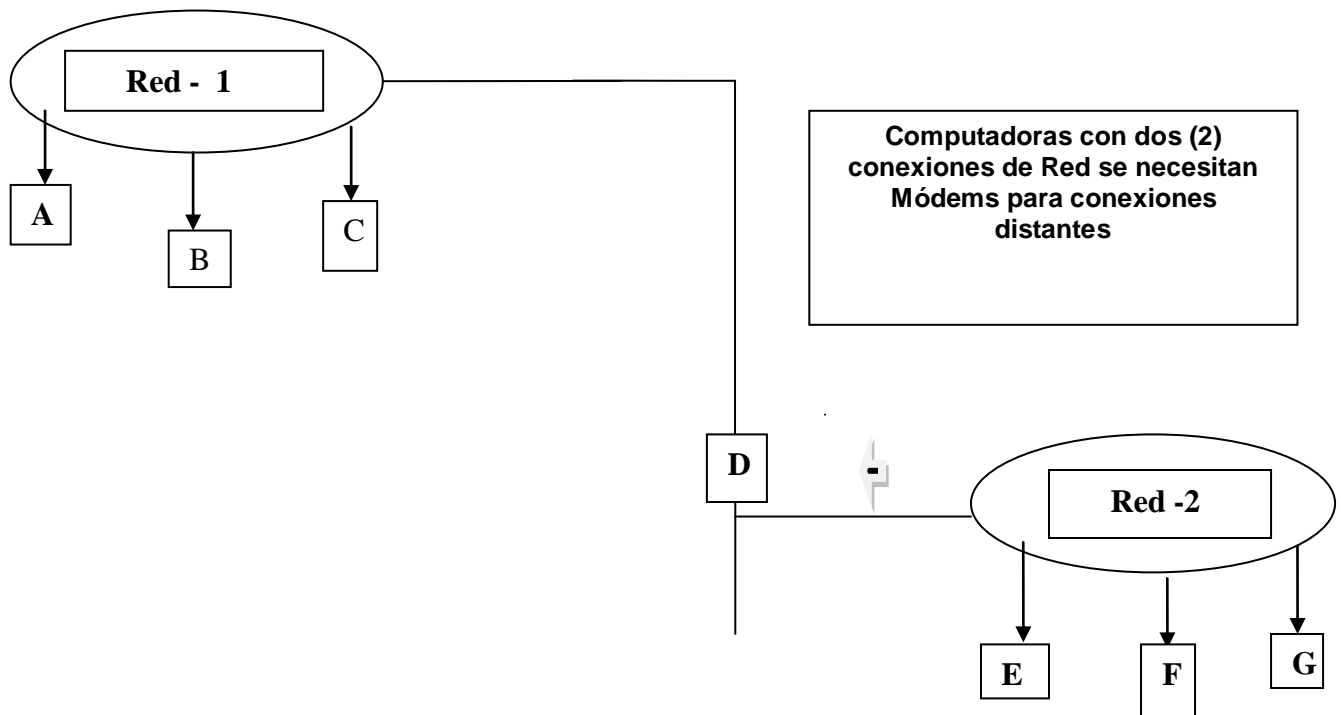 Red - 1
A
B
C
Computadoras con dos (2)
conexiones de Red se necesitan
Módems para conexiones
distantes
D
-
Red -2
E
F
G